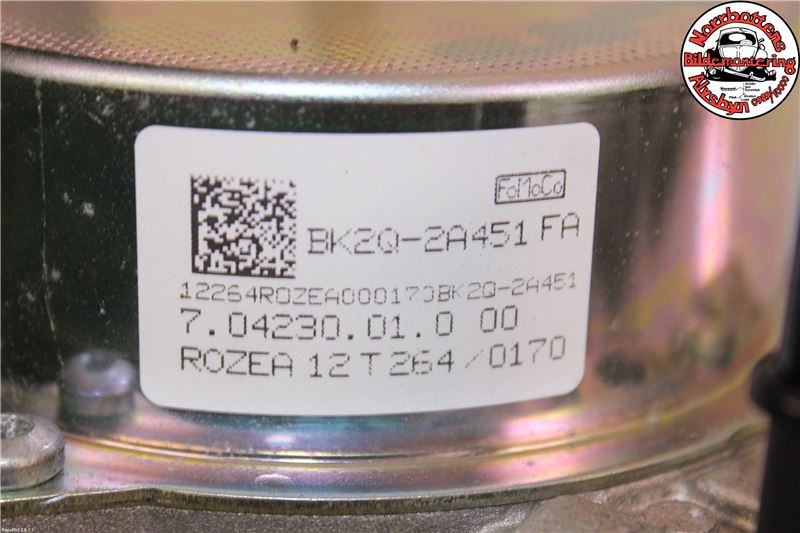 Norrbottens
Bildemontering
Älvsbyn
FoMoCo
BK2Q-2A451 FA
12264ROZEA000170BK2Q-2A451
7.04230.01.0 00
ROZEA 12 T 264 / 0170